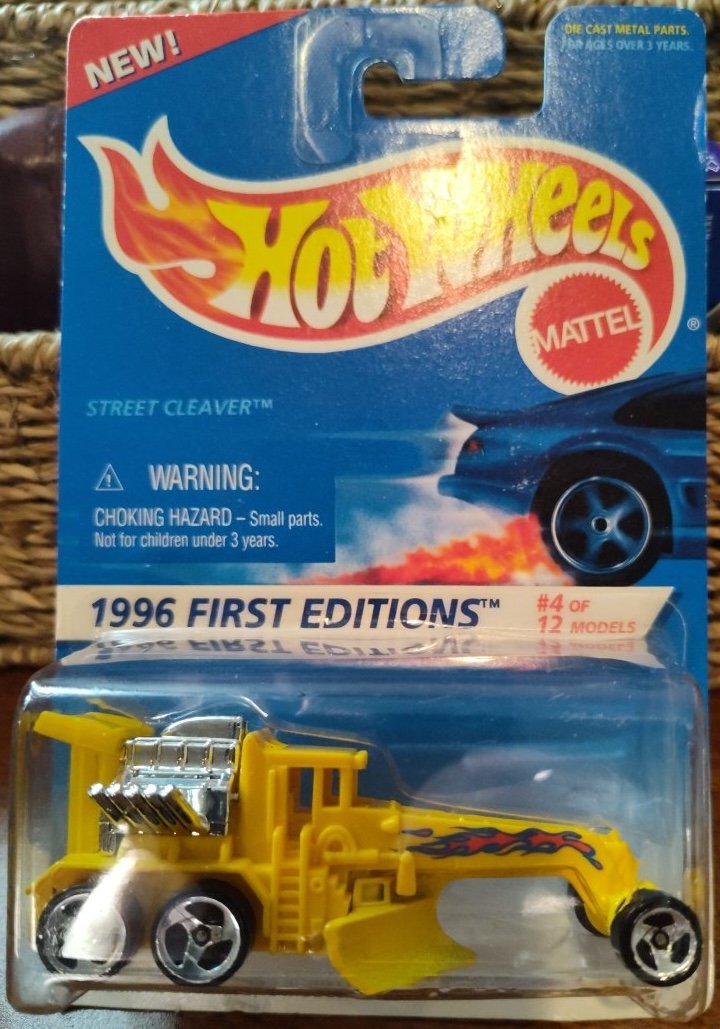 NEW!
DIE CAST METAL PARTS.
FOR AGES OVER 3 YEARS.
HOT WHEELS
MATTEL
®
STREET CLEAVER™
WARNING:
CHOKING HAZARD – Small parts.
Not for children under 3 years.
1996 FIRST EDITIONS™
#4 OF
12 MODELS